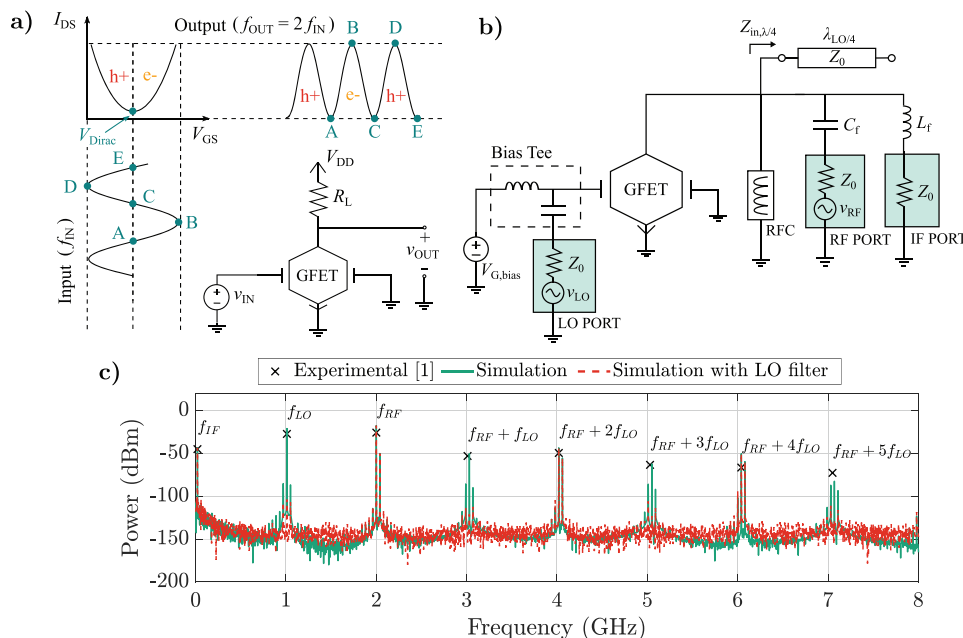 a)
I_DS
Output (f_OUT = 2f_IN)
B
D
h+
e-
h+
e-
h+
V_Dirac
V_GS
A
C
E
E
D
C
B
A
Input (f_IN)
V_DD
R_L
+
v_OUT
-
GFET
v_IN
b)
Z_in,λ/4
λ_LO/4
Z_0
C_f
L_f
Bias Tee
GFET
RFC
Z_0
v_RF
RF PORT
Z_0
IF PORT
V_G,bias
Z_0
v_LO
LO PORT
c)
× Experimental [1] Simulation Simulation with LO filter
Power (dBm)
0
-50
-100
-150
-200
f_IF
f_LO
f_RF
f_RF + f_LO
f_RF + 2f_LO
f_RF + 3f_LO
f_RF + 4f_LO
f_RF + 5f_LO
0 1 2 3 4 5 6 7 8
Frequency (GHz)